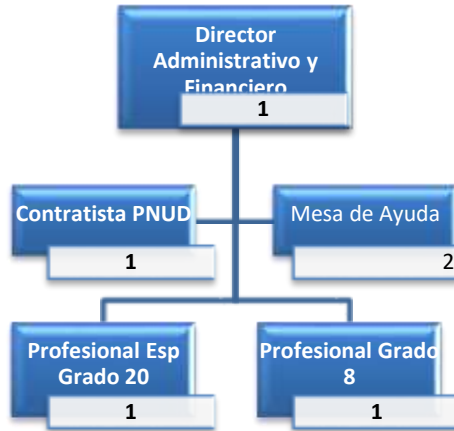 Director
Administrativo y
Financiero
1
Contratista PNUD
1
Mesa de Ayuda
2
Profesional Esp
Grado 20
1
Profesional Grado
8
1